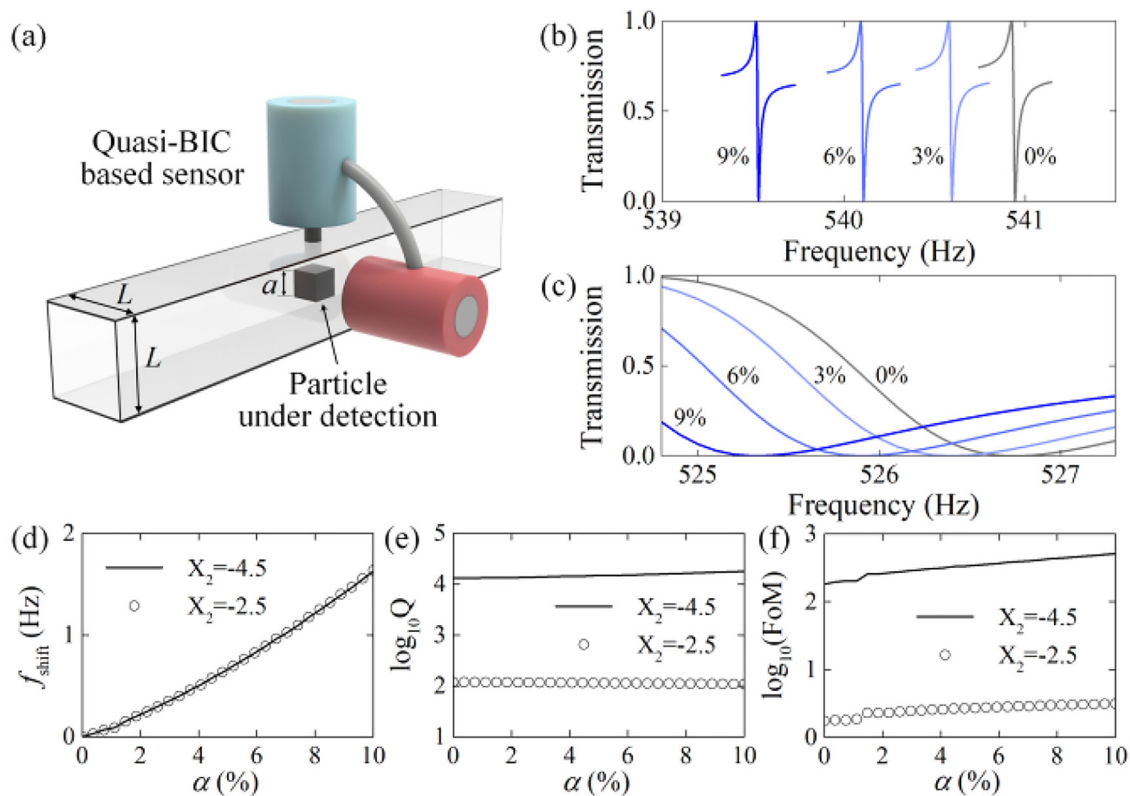 (a)
Quasi-BIC
based sensor
a
L
L
Particle
under detection
(b)
Transmission
1.0
0.5
0.0
9%
6%
3%
0%
539
540
541
Frequency (Hz)
(c)
Transmission
1.0
0.5
0.0
9%
6%
3%
0%
525
526
527
Frequency (Hz)
(d)
f_shift (Hz)
2
1
0
X₂=-4.5
X₂=-2.5
0 2 4 6 8 10
α (%)
(e)
log₁₀Q
5
4
3
2
1
X₂=-4.5
X₂=-2.5
0 2 4 6 8 10
α (%)
(f)
log₁₀(FoM)
3
2
1
0
X₂=-4.5
X₂=-2.5
0 2 4 6 8 10
α (%)